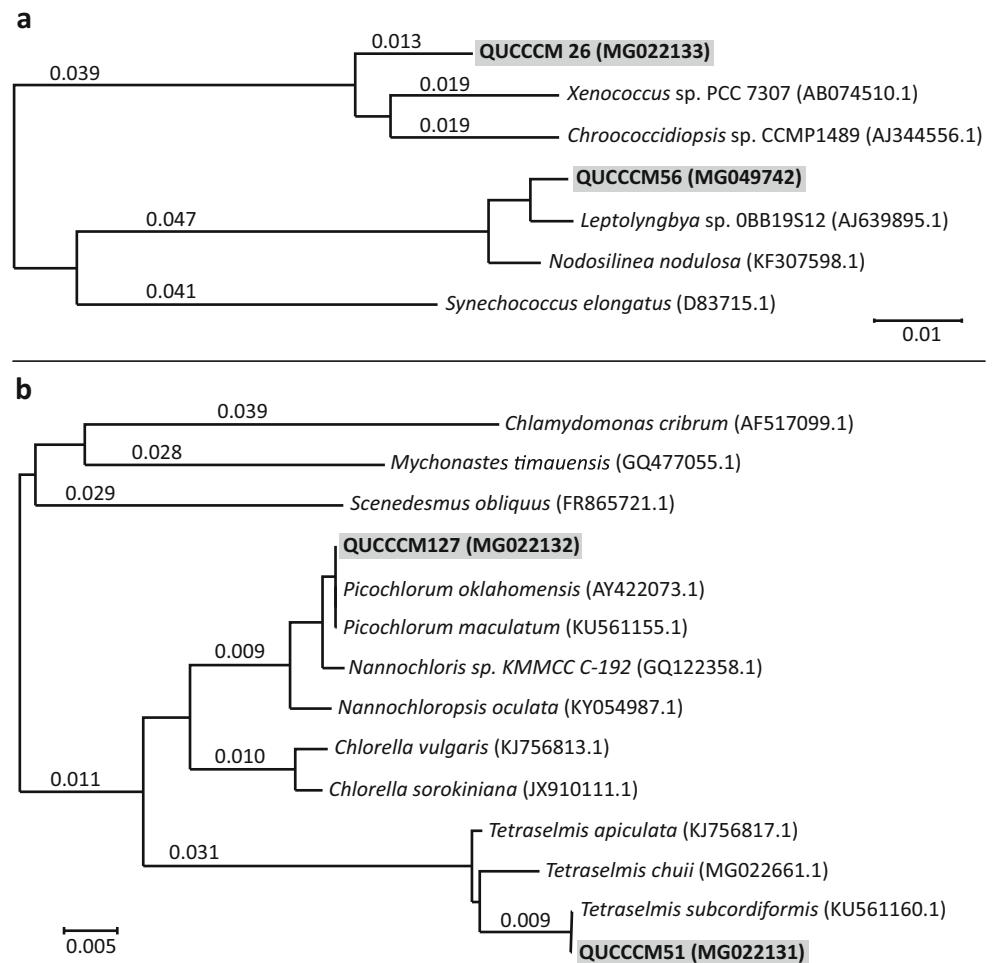 a
0.013
QUCCCM 26 (MG022133)
0.039
0.019
Xenococcus sp. PCC 7307 (AB074510.1)
0.019
Chroococcidiopsis sp. CCMP1489 (AJ344556.1)
QUCCCM56 (MG049742)
0.047
Leptolyngbya sp. 0BB19S12 (AJ639895.1)
Nodosilinea nodulosa (KF307598.1)
0.041
Synechococcus elongatus (D83715.1)
0.01
b
0.039
Chlamydomonas cribrum (AF517099.1)
0.028
Mychonastes timauensis (GQ477055.1)
0.029
Scenedesmus obliquus (FR865721.1)
QUCCCM127 (MG022132)
Picochlorum oklahomensis (AY422073.1)
Picochlorum maculatum (KU561155.1)
0.009
Nannochloris sp. KMMCC C-192 (GQ122358.1)
Nannochloropsis oculata (KY054987.1)
Chlorella vulgaris (KJ756813.1)
0.010
Chlorella sorokiniana (JX910111.1)
0.011
Tetraselmis apiculata (KJ756817.1)
0.031
Tetraselmis chuii (MG022661.1)
Tetraselmis subcordiformis (KU561160.1)
0.009
QUCCCM51 (MG022131)
0.005